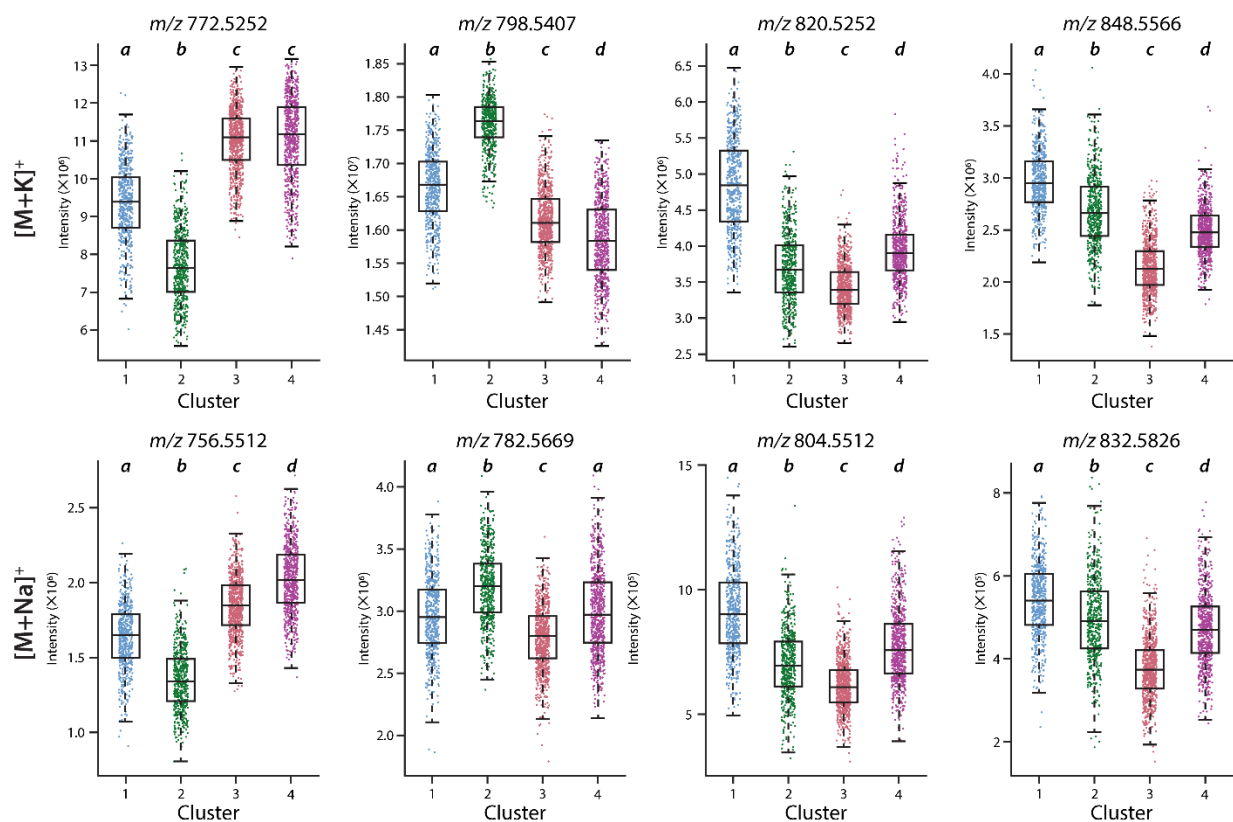 m/z 772.5252
a b c c
[M+K]⁺
Intensity (×10⁶)
13
12
11
10
9
8
7
6
1 2 3 4
Cluster
m/z 798.5407
a b c d
Intensity (×10⁷)
1.85
1.80
1.75
1.70
1.65
1.60
1.55
1.50
1.45
1 2 3 4
Cluster
m/z 820.5252
a b c d
Intensity (×10⁶)
6.5
6.0
5.5
5.0
4.5
4.0
3.5
3.0
2.5
1 2 3 4
Cluster
m/z 848.5566
a b c d
Intensity (×10⁶)
4.0
3.5
3.0
2.5
2.0
1.5
1 2 3 4
Cluster
m/z 756.5512
a b c d
[M+Na]⁺
Intensity (×10⁶)
2.5
2.0
1.5
1.0
1 2 3 4
Cluster
m/z 782.5669
a b c a
Intensity (×10⁶)
4.0
3.5
3.0
2.5
2.0
1 2 3 4
Cluster
m/z 804.5512
a b c d
Intensity (×10⁵)
15
10
5
1 2 3 4
Cluster
m/z 832.5826
a b c d
Intensity (×10⁵)
8
6
4
2
1 2 3 4
Cluster